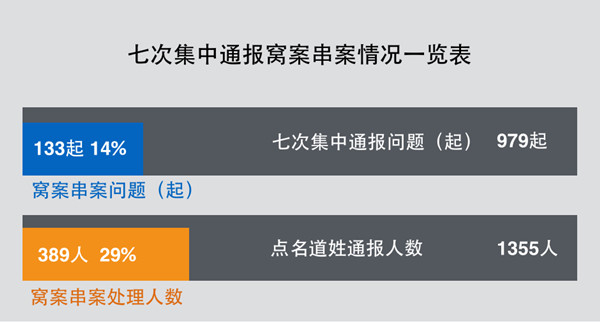 七次集中通报窝案串案情况一览表
133起 14%
七次集中通报问题（起） 979起
窝案串案问题（起）
389人 29%
点名道姓通报人数 1355人
窝案串案处理人数